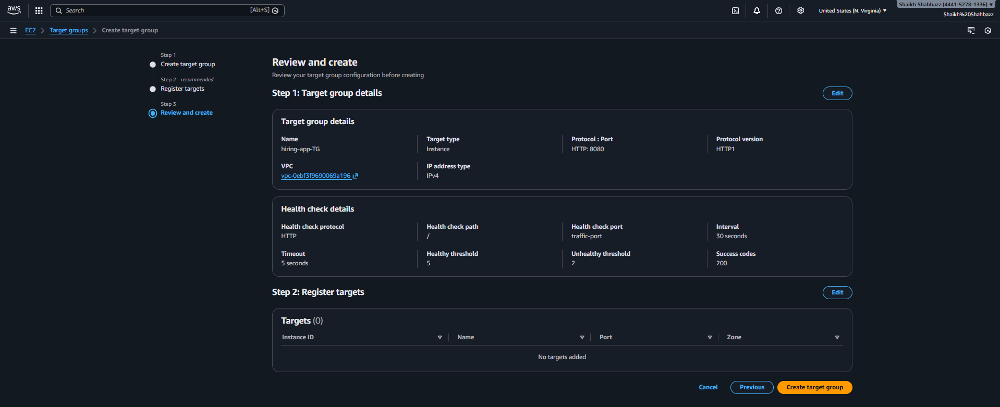 aws
Search [Alt+S]
United States (N. Virginia)
Shaikh Shahbazz (4441-5278-1336)
Shaikh%20Shahbazz
EC2 Target groups Create target group
Step 1
Create target group
Step 2 - recommended
Register targets
Step 3
Review and create
Review and create
Review your target group configuration before creating
Step 1: Target group details Edit
Target group details
Name Target type Protocol : Port Protocol version
hiring-app-TG Instance HTTP: 8080 HTTP1
VPC IP address type
vpc-0ebf3f9690069a196 IPv4
Health check details
Health check protocol Health check path Health check port Interval
HTTP / traffic-port 30 seconds
Timeout Healthy threshold Unhealthy threshold Success codes
5 seconds 5 2 200
Step 2: Register targets Edit
Targets (0)
Instance ID Name Port Zone
No targets added
Cancel Previous Create target group